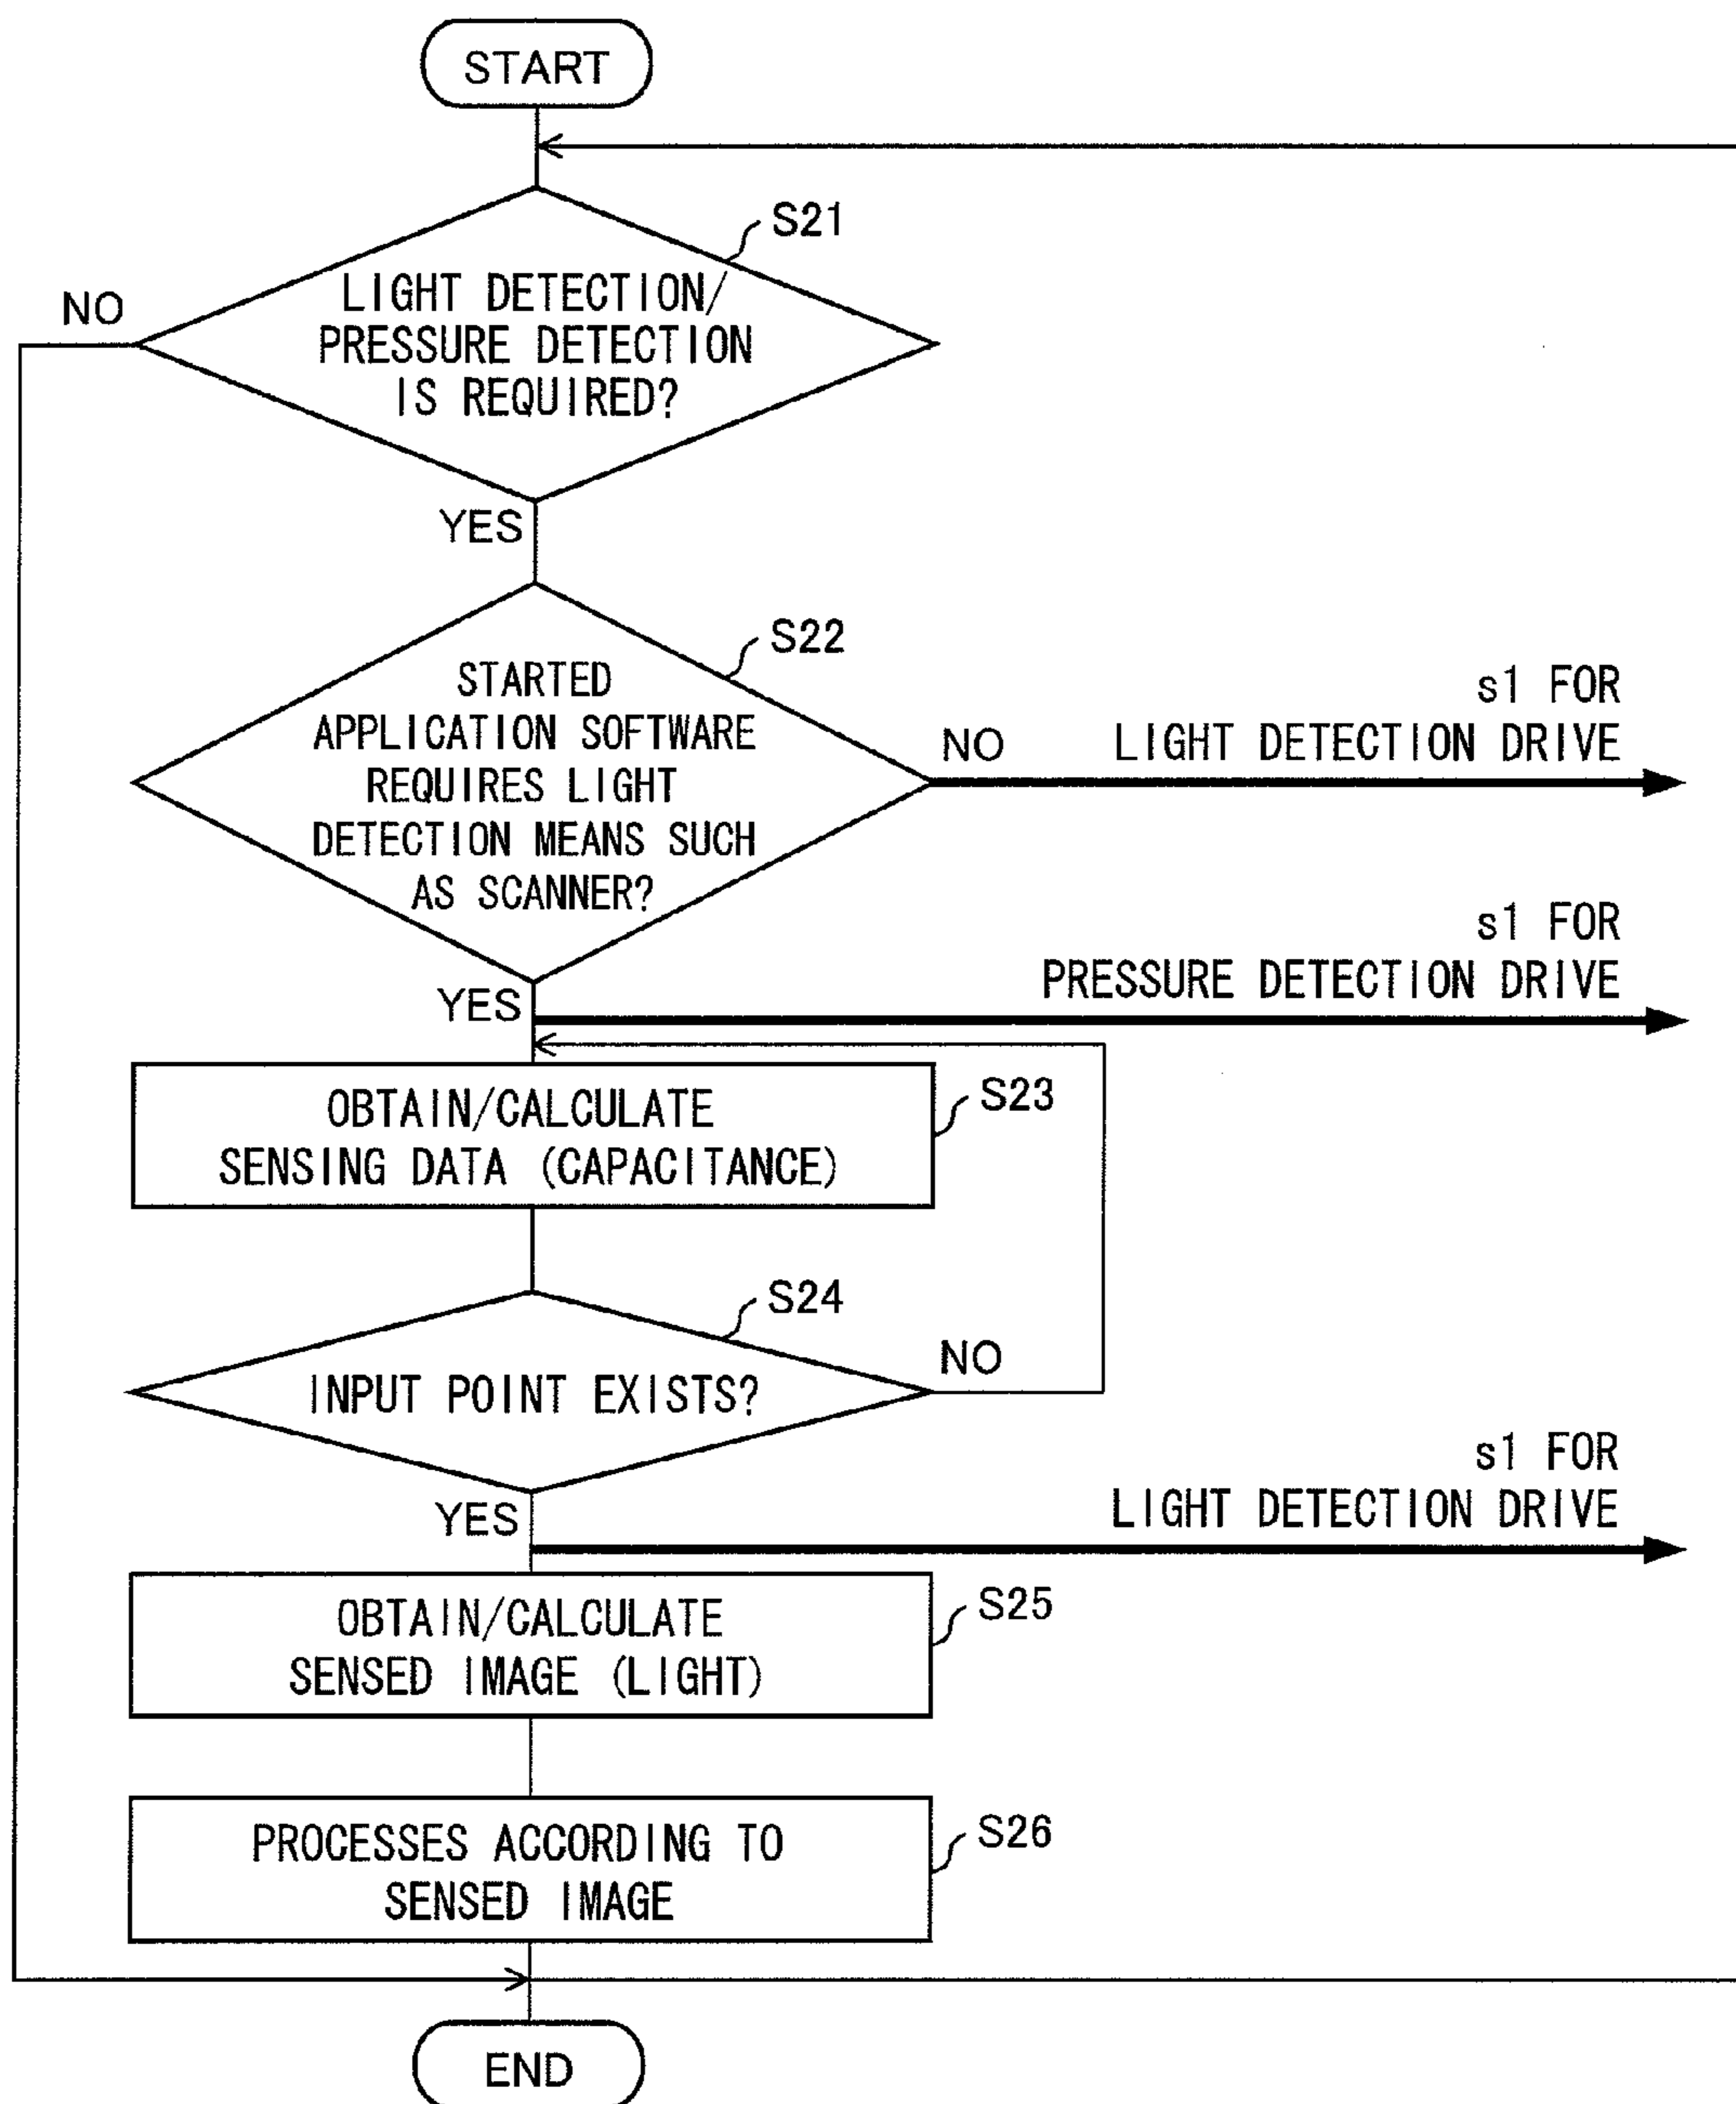 START
S21
NO
LIGHT DETECTION/
PRESSURE DETECTION
IS REQUIRED?
YES
S22
STARTED
APPLICATION SOFTWARE
REQUIRES LIGHT
DETECTION MEANS SUCH
AS SCANNER?
NO
s1 FOR
LIGHT DETECTION DRIVE
YES
s1 FOR
PRESSURE DETECTION DRIVE
OBTAIN/CALCULATE
SENSING DATA (CAPACITANCE)
S23
S24
INPUT POINT EXISTS?
NO
YES
s1 FOR
LIGHT DETECTION DRIVE
OBTAIN/CALCULATE
SENSED IMAGE (LIGHT)
S25
PROCESSES ACCORDING TO
SENSED IMAGE
S26
END